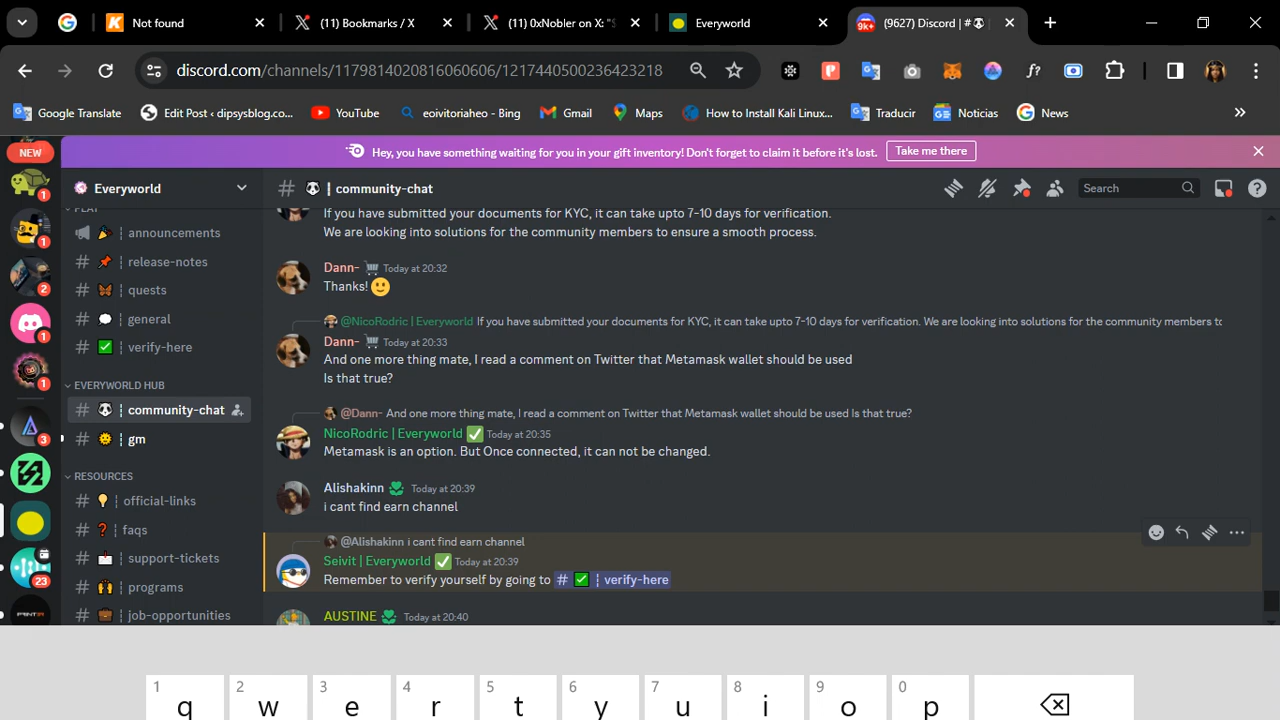 Not found
(11) Bookmarks / X
(11) 0xNobler on X: "S
Everyworld
9k+
(9627) Discord | #
discord.com/channels/1179814020816060606/1217440500236423218
Google Translate
Edit Post ‹ dipsysblog.co...
YouTube
eoivitoriaheo - Bing
Gmail
Maps
How to Install Kali Linux...
Traducir
Noticias
News
NEW
Hey, you have something waiting for you in your gift inventory! Don't forget to claim it before it's lost.
Take me there
Everyworld
# | community-chat
Search
PLAY
¦ announcements
# ¦ release-notes
# ¦ quests
# ¦ general
# ¦ verify-here
EVERYWORLD HUB
# ¦ community-chat
# ¦ gm
RESOURCES
# ¦ official-links
# ¦ faqs
# ¦ support-tickets
# ¦ programs
# ¦ job-opportunities
1
1
2
1
1
3
23
If you have submitted your documents for KYC, it can take upto 7-10 days for verification.
We are looking into solutions for the community members to ensure a smooth process.
Dann- Today at 20:32
Thanks!
@NicoRodric | Everyworld If you have submitted your documents for KYC, it can take upto 7-10 days for verification. We are looking into solutions for the community members to
Dann- Today at 20:33
And one more thing mate, I read a comment on Twitter that Metamask wallet should be used
Is that true?
@Dann- And one more thing mate, I read a comment on Twitter that Metamask wallet should be used Is that true?
NicoRodric | Everyworld Today at 20:35
Metamask is an option. But Once connected, it can not be changed.
Alishakinn Today at 20:39
i cant find earn channel
@Alishakinn i cant find earn channel
Seivit | Everyworld Today at 20:39
Remember to verify yourself by going to # ¦ verify-here
AUSTINE Today at 20:40
1 2 3 4 5 6 7 8 9 0
q w e r t y u i o p